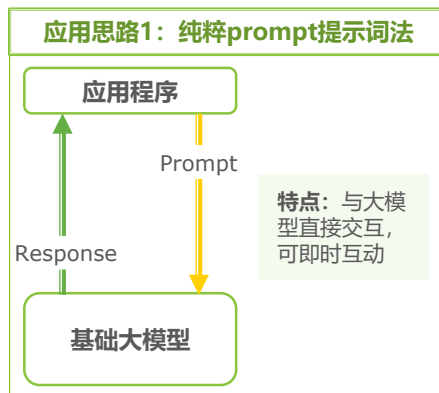 应用思路1：纯粹prompt提示词法
应用程序
Prompt
特点：与大模
型直接交互，
可即时互动
Response
基础大模型